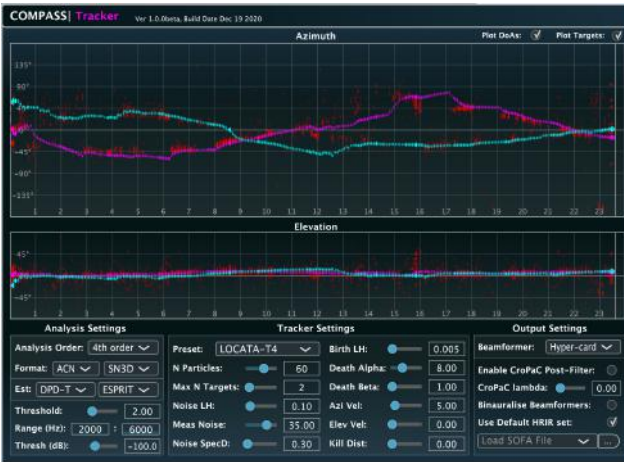 COMPASS| Tracker Ver 1.0.0beta, Build Date Dec 19 2020
Azimuth Plot DoAs: Plot Targets:
135°
90°
45°
0°
-45°
-90°
-135°
1 2 3 4 5 6 7 8 9 10 11 12 13 14 15 16 17 18 19 20 21 22 23
Elevation
45°
-45°
1 2 3 4 5 6 7 8 9 10 11 12 13 14 15 16 17 18 19 20 21 22 23
Analysis Settings
Analysis Order: 4th order
Format: ACN SN3D
Est: DPD-T ESPRIT
Threshold: 2.00
Range (Hz): 2000 : 6000
Thresh (dB): -100.0
Tracker Settings
Preset: LOCATA-T4 Birth LH: 0.005
N Particles: 60 Death Alpha: 8.00
Max N Targets: 2 Death Beta: 1.00
Noise LH: 0.10 Azi Vel: 5.00
Meas Noise: 35.00 Elev Vel: 0.00
Noise SpecD: 0.30 Kill Dist: 0.00
Output Settings
Beamformer: Hyper-card
Enable CroPaC Post-Filter:
CroPaC lambda: 0.00
Binauralise Beamformers:
Use Default HRIR set:
Load SOFA File ...